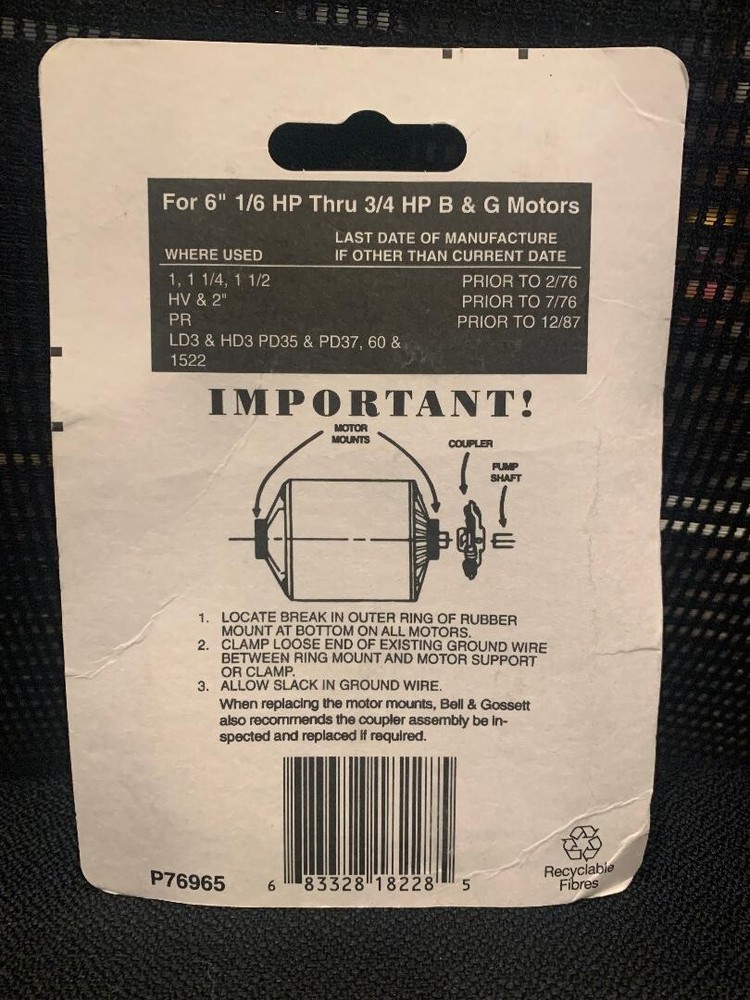 For 6" 1/6 HP Thru 3/4 HP B & G Motors
LAST DATE OF MANUFACTURE
WHERE USED IF OTHER THAN CURRENT DATE
1, 1 1/4, 1 1/2 PRIOR TO 2/76
HV & 2" PRIOR TO 7/76
PR PRIOR TO 12/87
LD3 & HD3 PD35 & PD37, 60 &
1522
IMPORTANT!
MOTOR
MOUNTS
COUPLER
PUMP
SHAFT
1. LOCATE BREAK IN OUTER RING OF RUBBER
MOUNT AT BOTTOM ON ALL MOTORS.
2. CLAMP LOOSE END OF EXISTING GROUND WIRE
BETWEEN RING MOUNT AND MOTOR SUPPORT
OR CLAMP.
3. ALLOW SLACK IN GROUND WIRE.
When replacing the motor mounts, Bell & Gossett
also recommends the coupler assembly be in-
spected and replaced if required.
P76965
6 83328 18228 5
Recyclable
Fibres